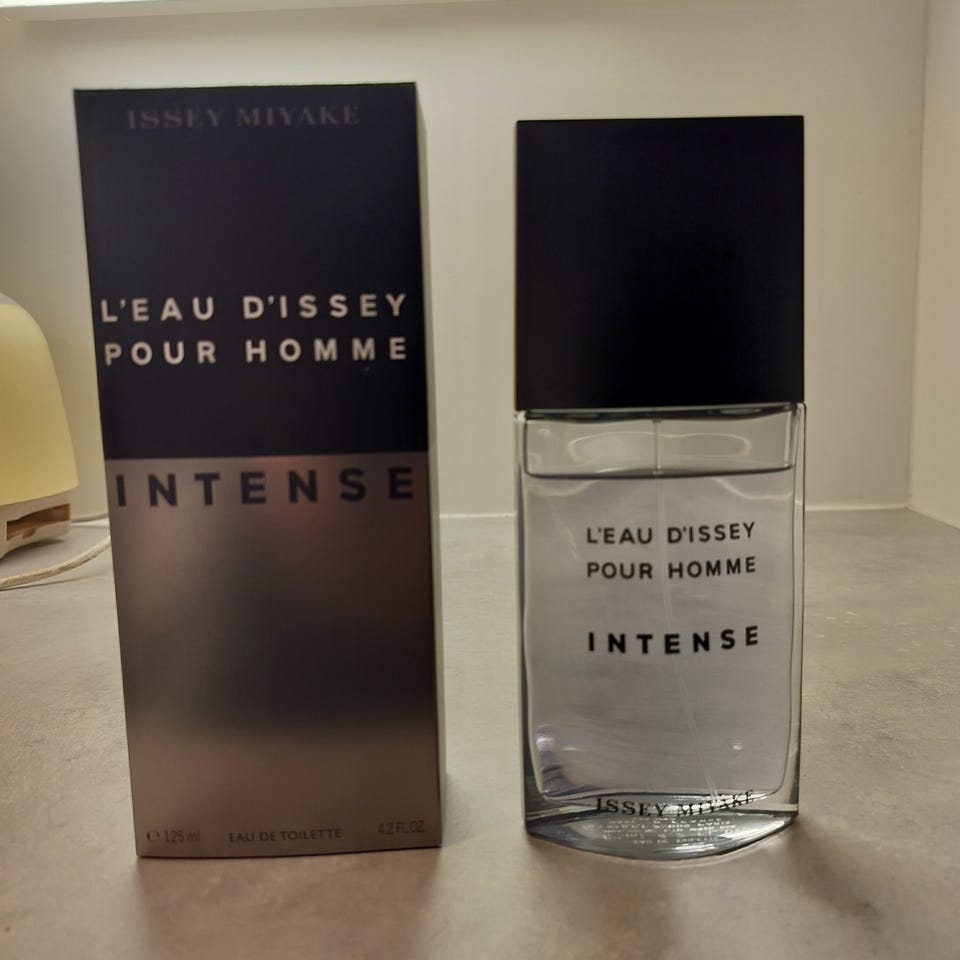 ISSEY MIYAKE
L'EAU D'ISSEY
POUR HOMME
INTENSE
℮ 125 ml EAU DE TOILETTE 4.2 FL.OZ.
L'EAU D'ISSEY
POUR HOMME
INTENSE
ISSEY MIYAKE